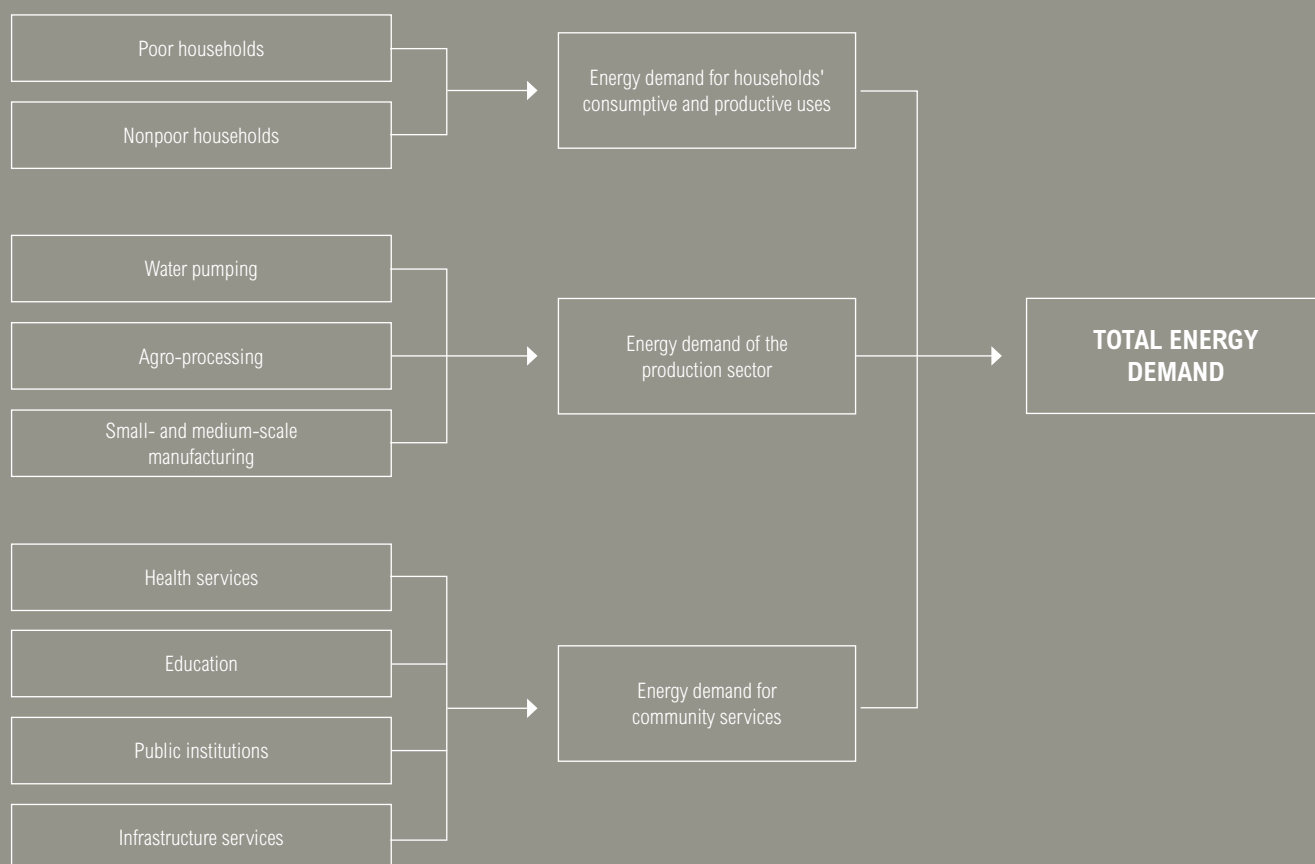 Poor households
Nonpoor households
Energy demand for households'
consumptive and productive uses
Water pumping
Agro-processing
Small- and medium-scale
manufacturing
Energy demand of the
production sector
Health services
Education
Public institutions
Infrastructure services
Energy demand for
community services
TOTAL ENERGY
DEMAND